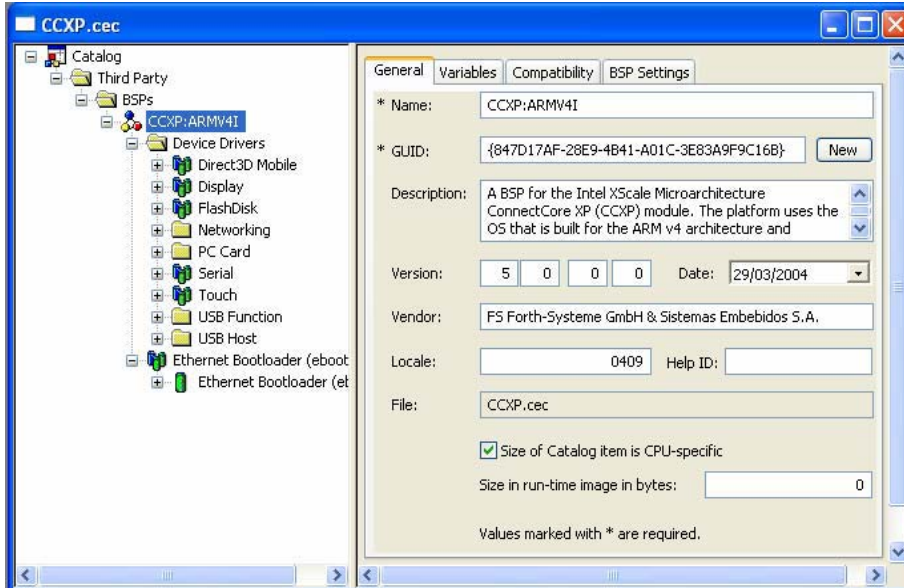 CCXP.cec
Catalog
Third Party
BSPs
CCXP:ARMV4I
Device Drivers
Direct3D Mobile
Display
FlashDisk
Networking
PC Card
Serial
Touch
USB Function
USB Host
Ethernet Bootloader (eboot
Ethernet Bootloader (eb
General Variables Compatibility BSP Settings
* Name: CCXP:ARMV4I
* GUID: {847D17AF-28E9-4B41-A01C-3E83A9F9C16B} New
Description: A BSP for the Intel XScale Microarchitecture
ConnectCore XP (CCXP) module. The platform uses the
OS that is built for the ARM v4 architecture and
Version: 5 0 0 0 Date: 29/03/2004
Vendor: FS Forth-Systeme GmbH & Sistemas Embebidos S.A.
Locale: 0409 Help ID:
File: CCXP.cec
Size of Catalog item is CPU-specific
Size in run-time image in bytes: 0
Values marked with * are required.